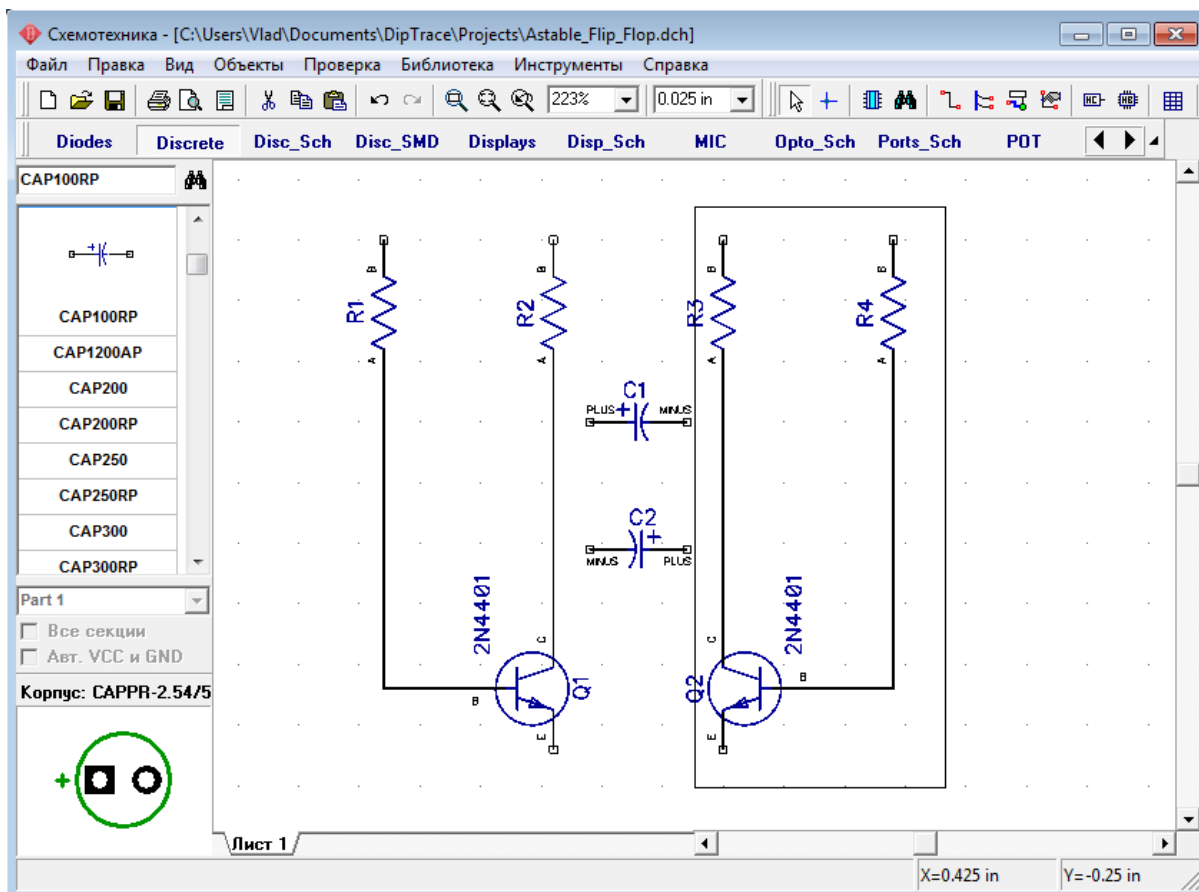 Схемотехника - [C:\Users\Vlad\Documents\DipTrace\Projects\Astable_Flip_Flop.dch]
Файл Правка Вид Объекты Проверка Библиотека Инструменты Справка
223% 0.025 in
Diodes Discrete Disc_Sch Disc_SMD Displays Disp_Sch MIC Opto_Sch Ports_Sch POT
CAP100RP
CAP100RP
CAP1200AP
CAP200
CAP200RP
CAP250
CAP250RP
CAP300
CAP300RP
Part 1
Все секции
Авт. VCC и GND
Корпус: CAPPR-2.54/5
+
B B B B
R1 R2 R3 R4
A A A A
C1
PLUS + MINUS
C2
+
MINUS PLUS
2N4401 2N4401
C C
Q1 Q2
B B
E E
Лист 1
X=0.425 in Y=-0.25 in